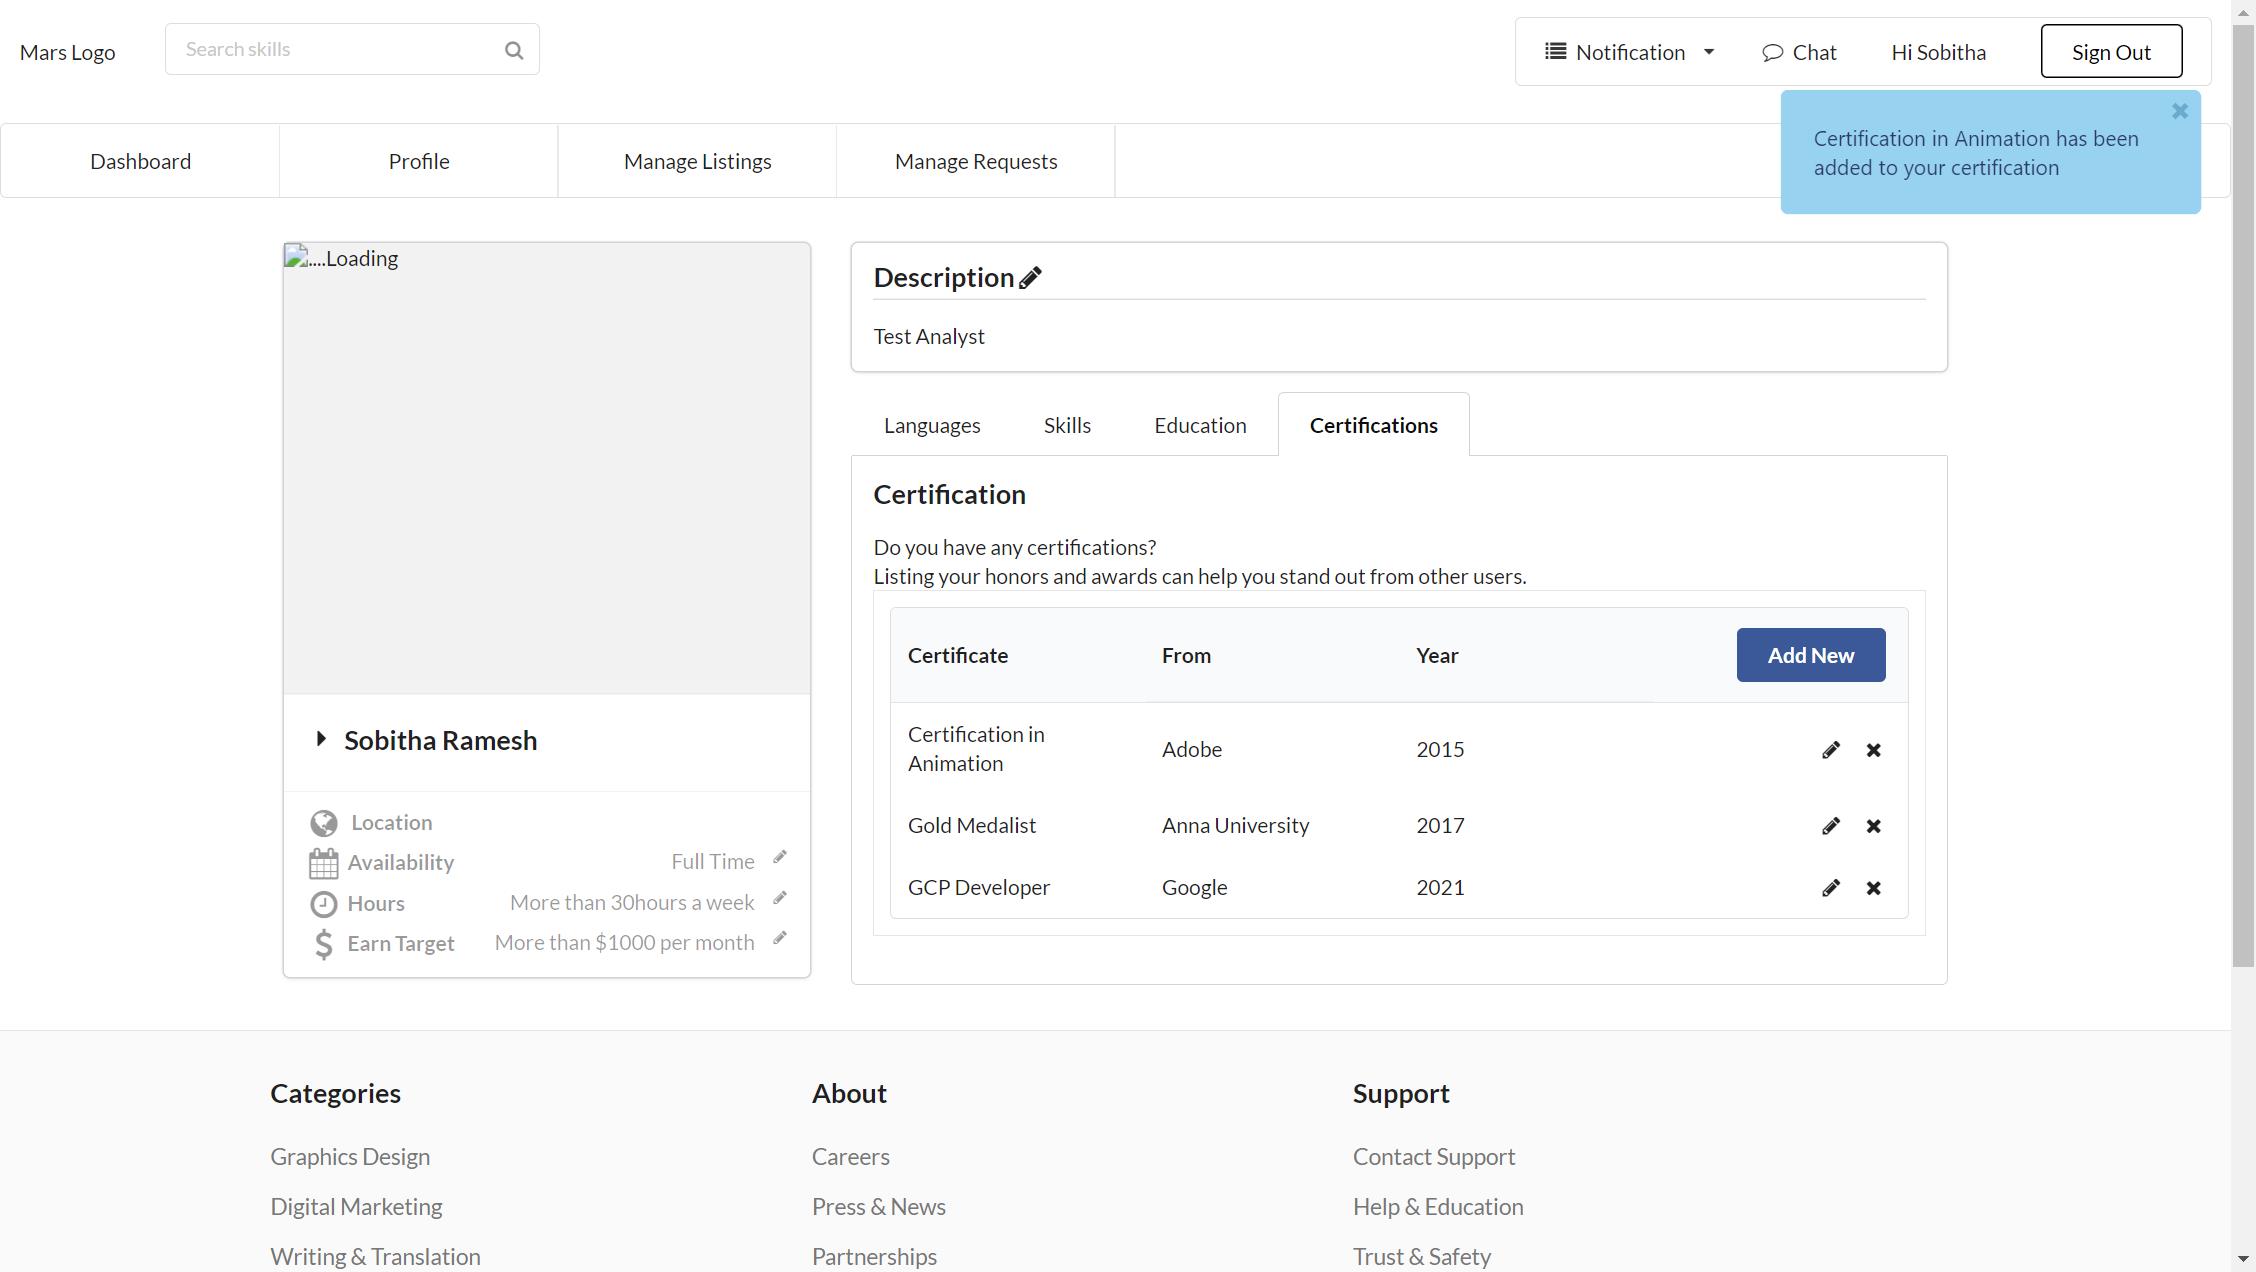 Mars Logo
Search skills
Notification
Chat
Hi Sobitha
Sign Out
Certification in Animation has been
added to your certification
Dashboard
Profile
Manage Listings
Manage Requests
....Loading
Sobitha Ramesh
Location
Availability
Full Time
Hours
More than 30hours a week
Earn Target
More than $1000 per month
Description
Test Analyst
Languages
Skills
Education
Certifications
Certification
Do you have any certifications?
Listing your honors and awards can help you stand out from other users.
Certificate
From
Year
Add New
Certification in
Animation
Adobe
2015
Gold Medalist
Anna University
2017
GCP Developer
Google
2021
Categories
Graphics Design
Digital Marketing
Writing & Translation
About
Careers
Press & News
Partnerships
Support
Contact Support
Help & Education
Trust & Safety